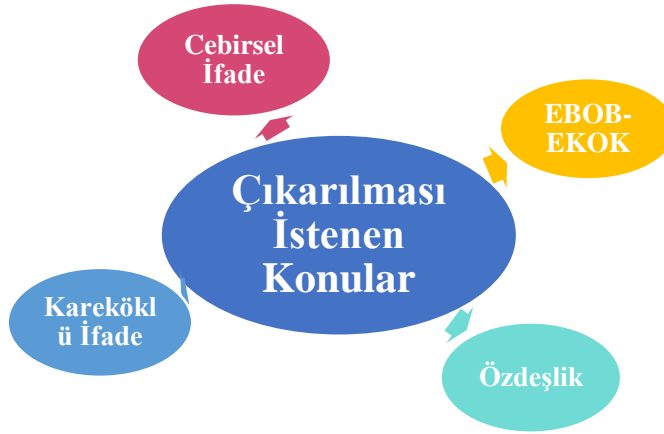 Cebirsel
İfade
EBOB-
EKOK
Çıkarılması
İstenen
Konular
Karekökl
ü İfade
Özdeşlik